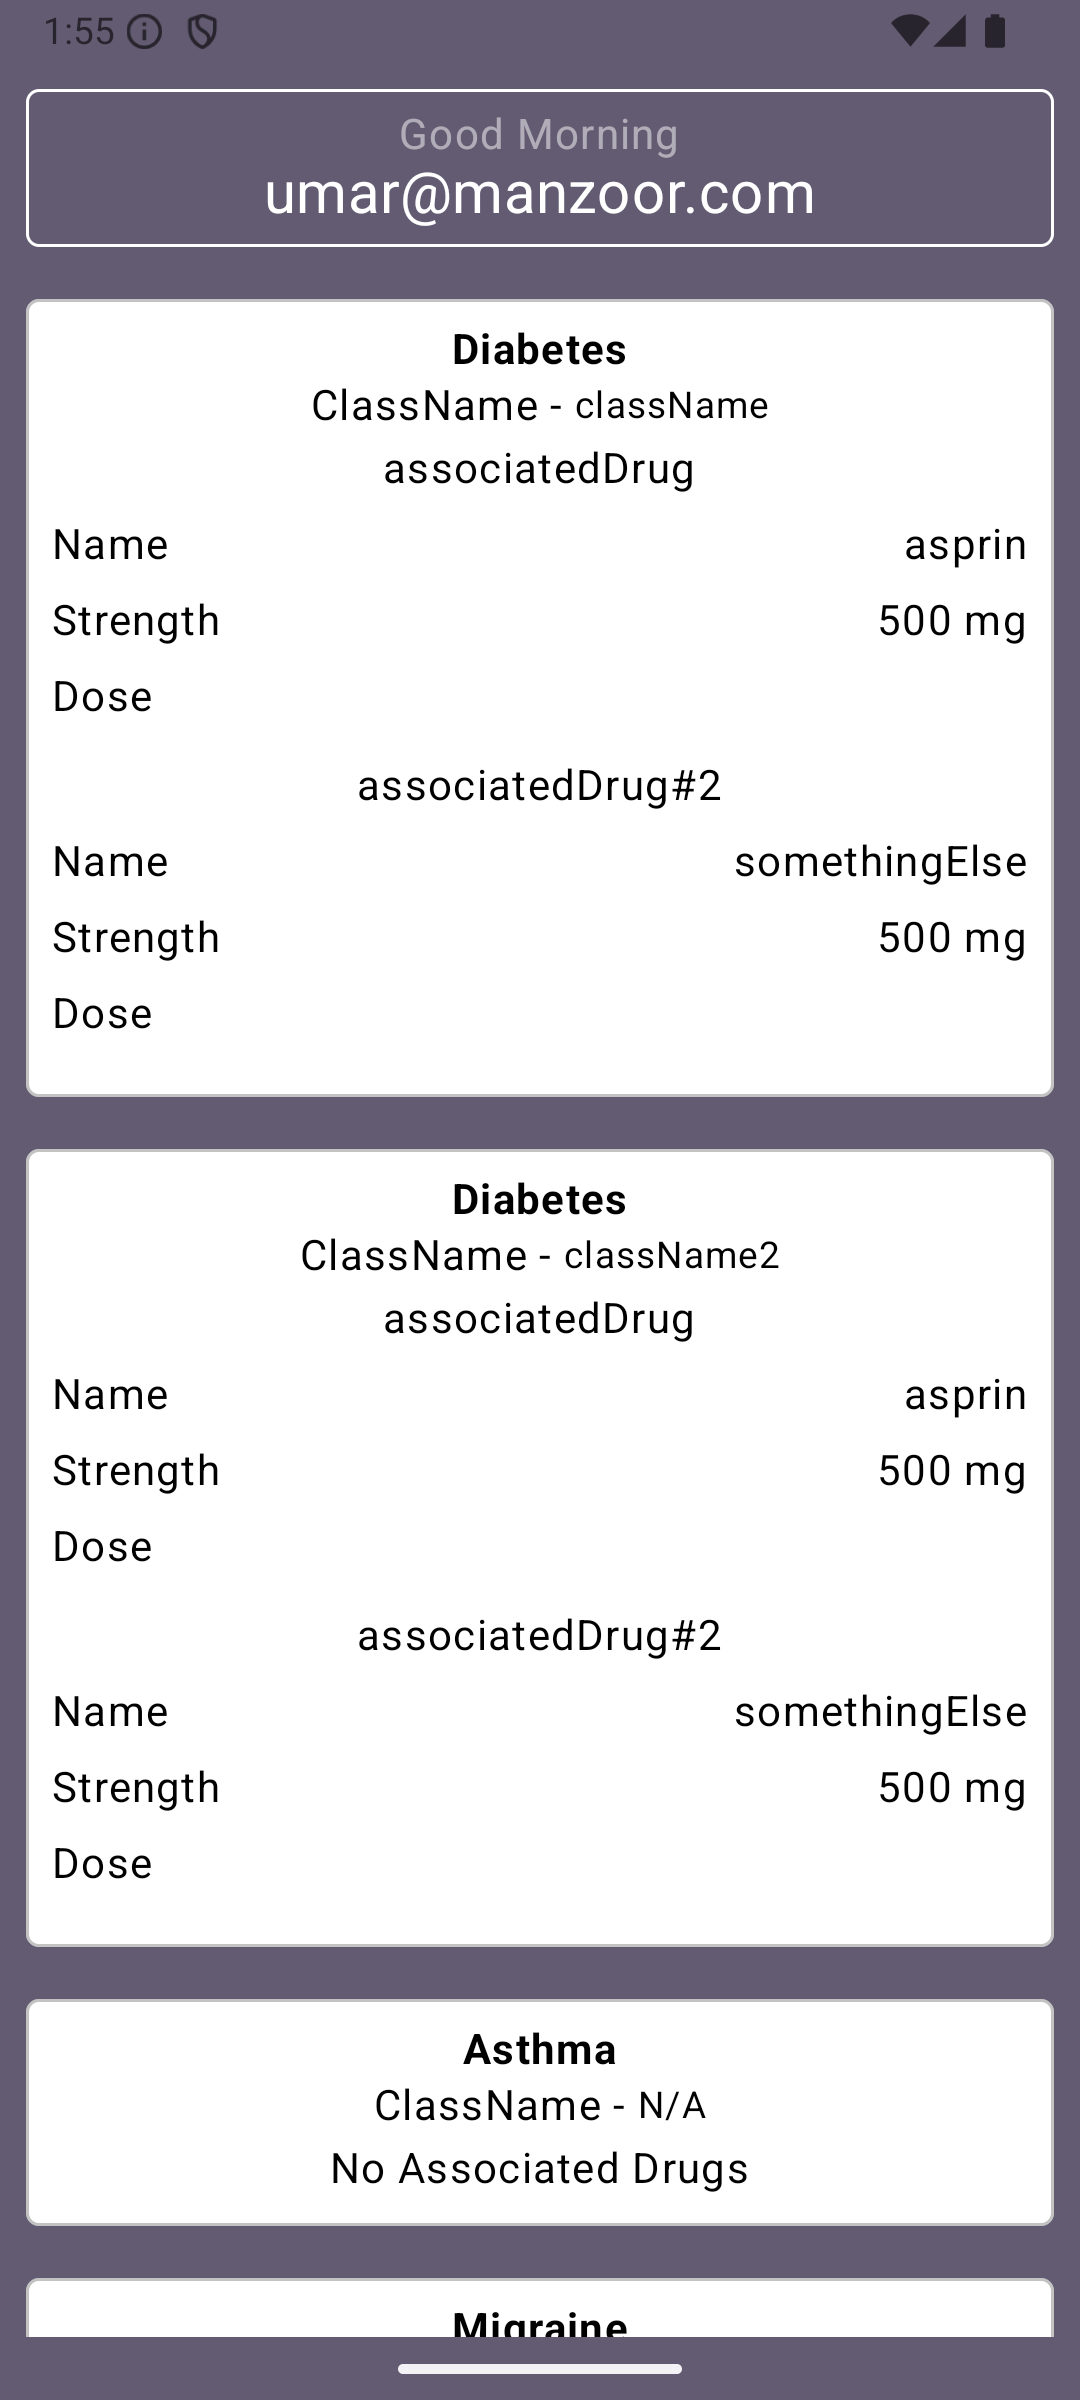 1:55
Good Morning
umar@manzoor.com
Diabetes
ClassName - className
associatedDrug
Name asprin
Strength 500 mg
Dose
associatedDrug#2
Name somethingElse
Strength 500 mg
Dose
Diabetes
ClassName - className2
associatedDrug
Name asprin
Strength 500 mg
Dose
associatedDrug#2
Name somethingElse
Strength 500 mg
Dose
Asthma
ClassName - N/A
No Associated Drugs
Migraine